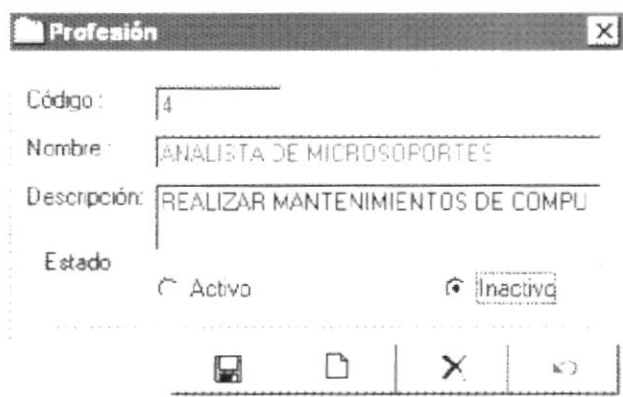 Profesión
Código :
4
Nombre :
ANALISTA DE MICROSOPORTES
Descripción:
REALIZAR MANTENIMIENTOS DE COMPU
Estado
Activo
Inactivo